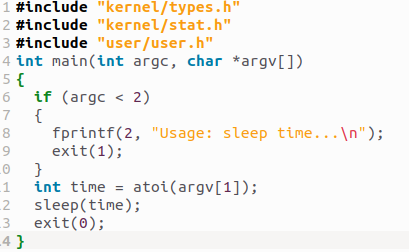 1 #include "kernel/types.h"
2 #include "kernel/stat.h"
3 #include "user/user.h"
4 int main(int argc, char *argv[])
5 {
6   if (argc < 2)
7   {
8     fprintf(2, "Usage: sleep time...\n");
9     exit(1);
0   }
1   int time = atoi(argv[1]);
2   sleep(time);
3   exit(0);
4 }